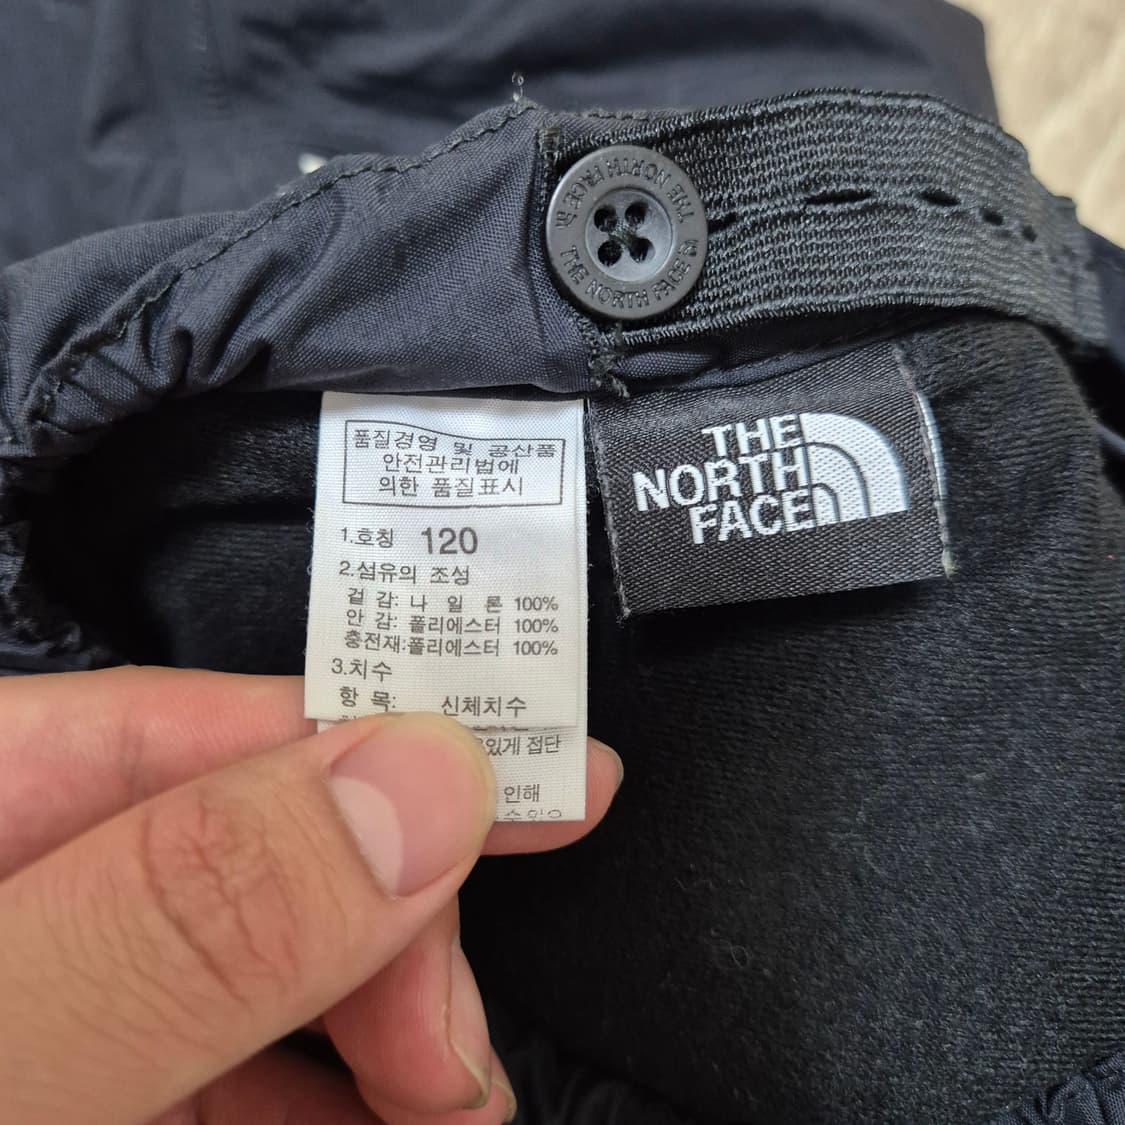 THE NORTH FACE
THE NORTH FACE
품질경영 및 공산품
안전관리법에
의한 품질표시
1.호칭 120
2.섬유의 조성
겉 감: 나 일 론 100%
안 감: 폴리에스터 100%
충전재:폴리에스터 100%
3.치수
항 목: 신체치수
있게 접단
인해
THE
NORTH
FACE